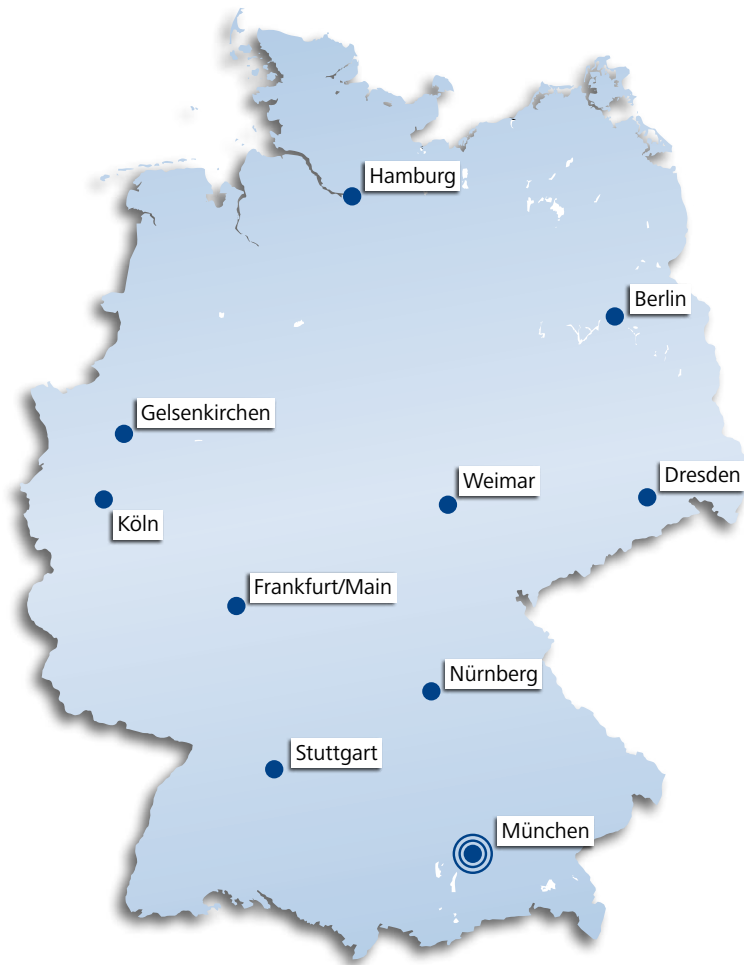 Hamburg
Berlin
Gelsenkirchen
Weimar
Dresden
Köln
Frankfurt/Main
Nürnberg
Stuttgart
München